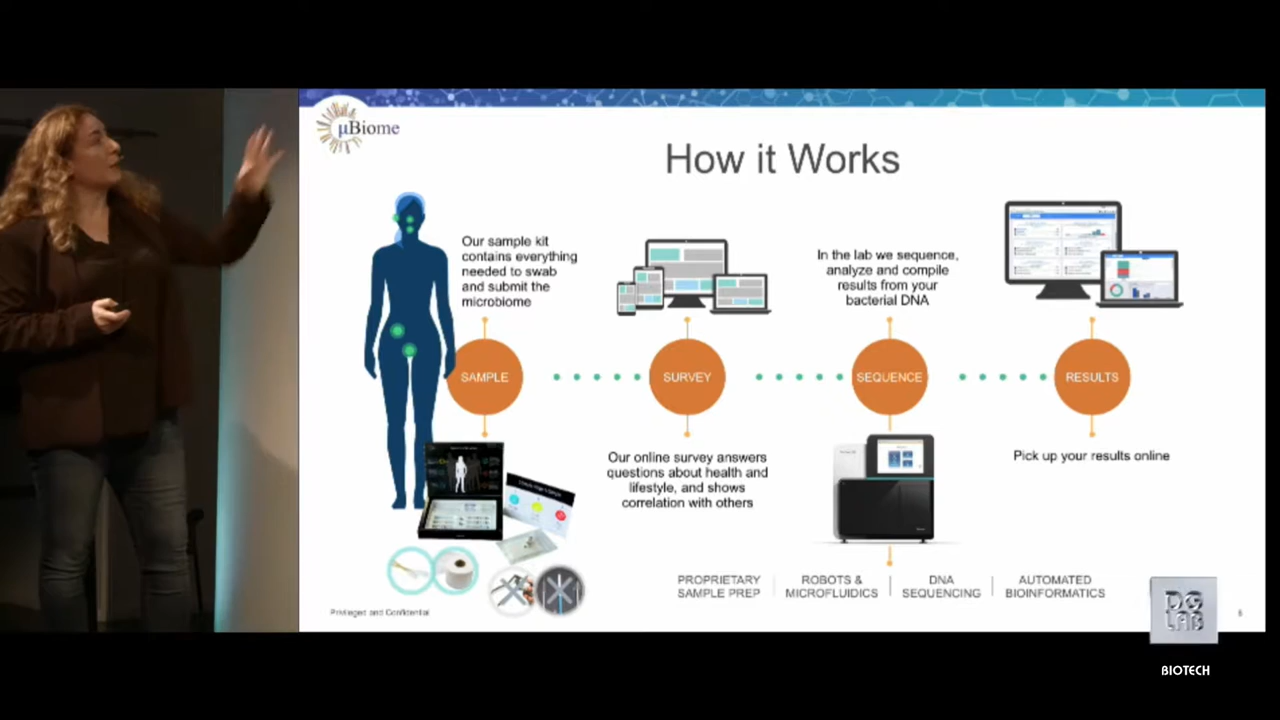 μBiome
How it Works
Our sample kit
contains everything
needed to swab
and submit the
microbiome
In the lab we sequence,
analyze and compile
results from your
bacterial DNA
SAMPLE
SURVEY
SEQUENCE
RESULTS
Our online survey answers
questions about health and
lifestyle, and shows
correlation with others
Pick up your results online
PROPRIETARY
SAMPLE PREP
ROBOTS &
MICROFLUIDICS
DNA
SEQUENCING
AUTOMATED
BIOINFORMATICS
Privileged and Confidential
6
DG
LAB
BIOTECH